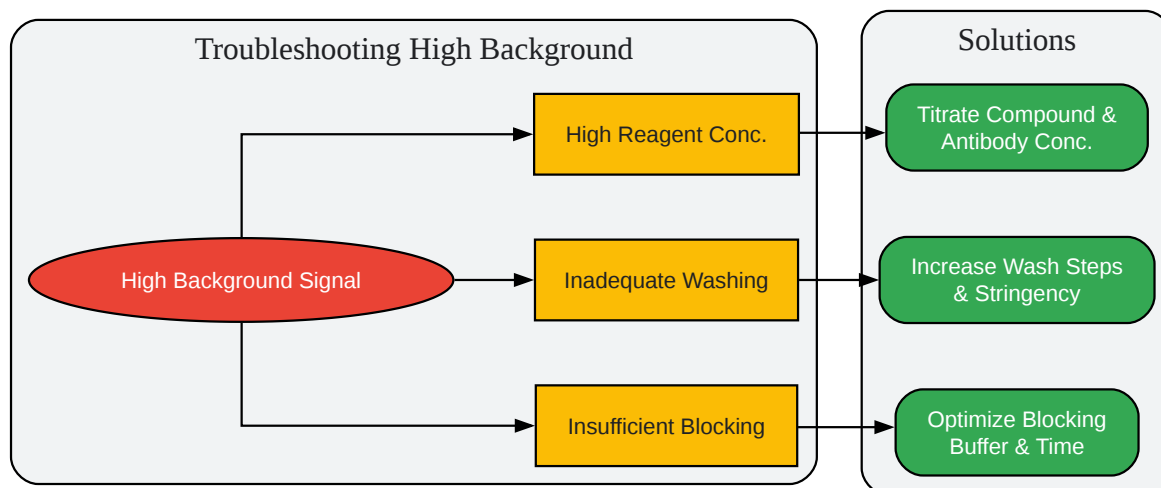 Troubleshooting High Background
Solutions
High Reagent Conc.
Titrate Compound &
Antibody Conc.
High Background Signal
Inadequate Washing
Increase Wash Steps
& Stringency
Insufficient Blocking
Optimize Blocking
Buffer & Time